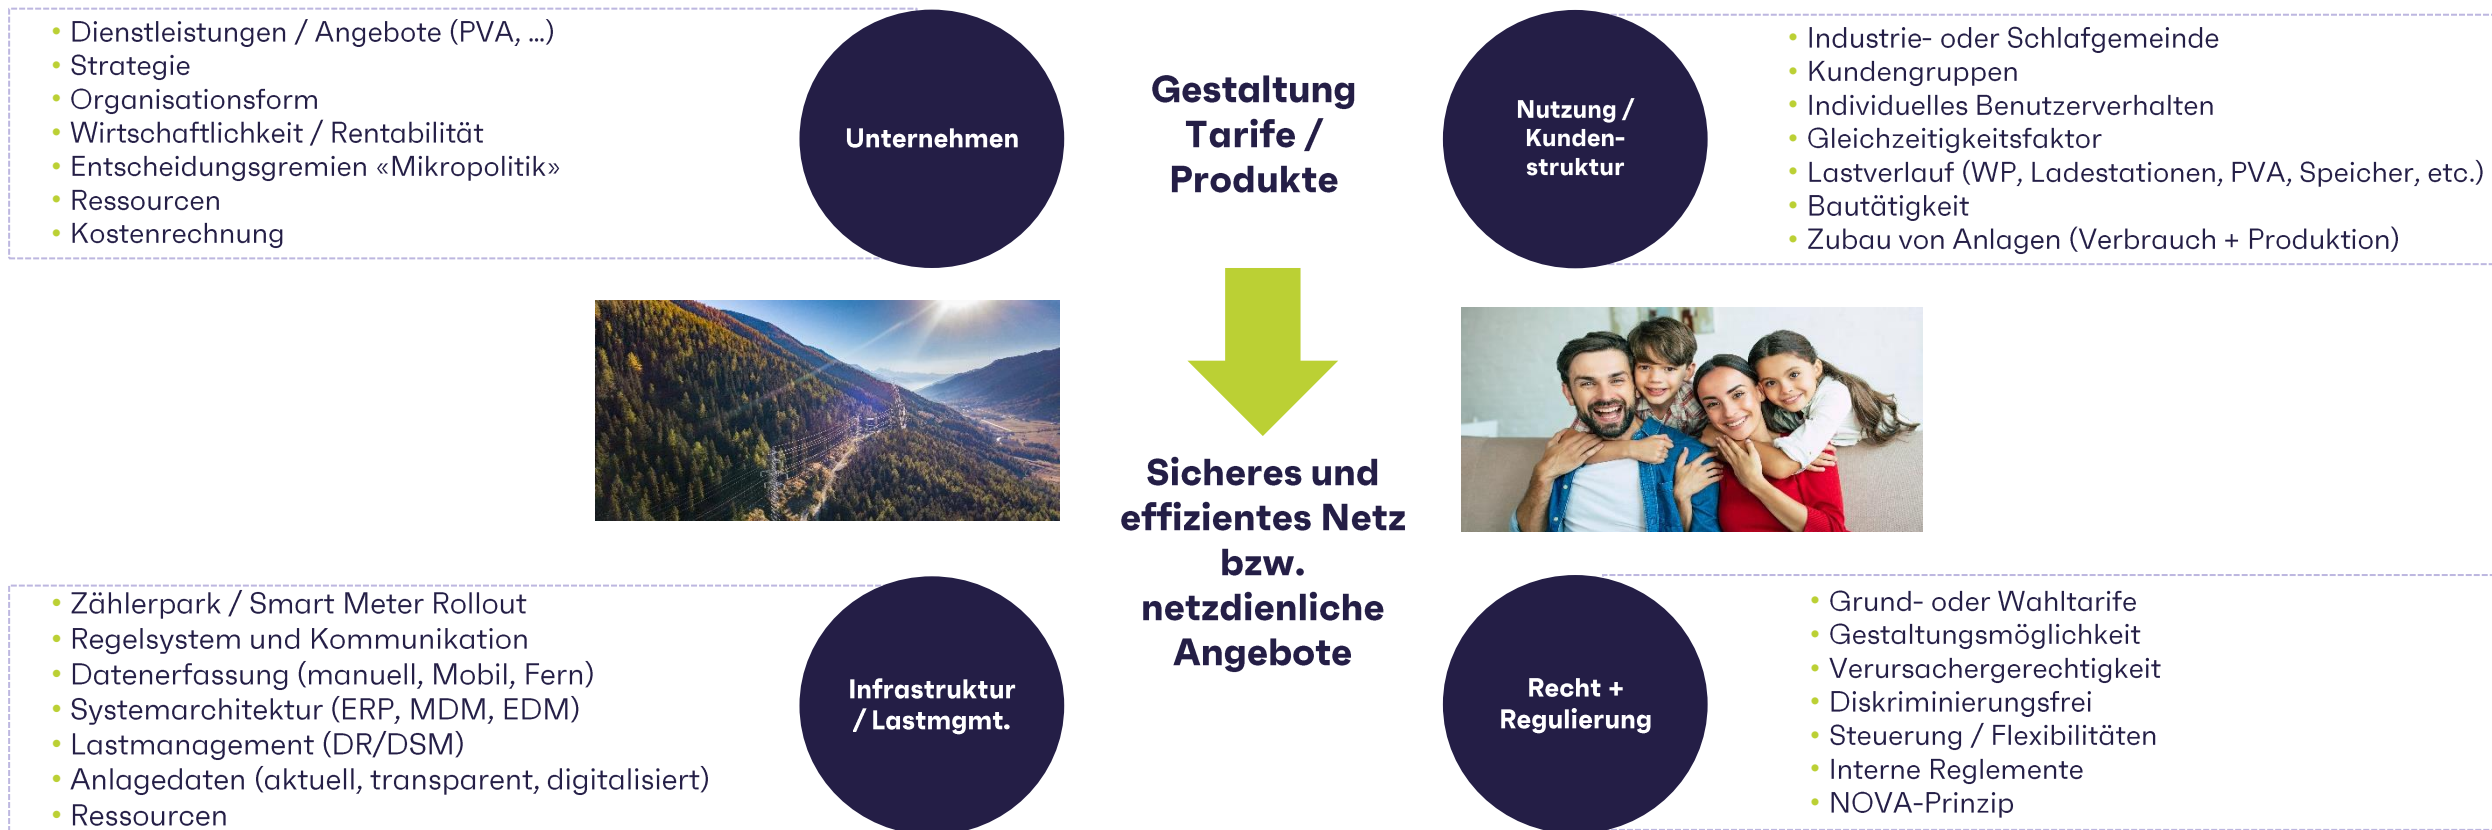 • Dienstleistungen / Angebote (PVA, ...)
• Strategie
• Organisationsform
• Wirtschaftlichkeit / Rentabilität
• Entscheidungsgremien «Mikropolitik»
• Ressourcen
• Kostenrechnung
Unternehmen
Gestaltung
Tarife /
Produkte
Nutzung /
Kunden-
struktur
• Industrie- oder Schlafgemeinde
• Kundengruppen
• Individuelles Benutzerverhalten
• Gleichzeitigkeitsfaktor
• Lastverlauf (WP, Ladestationen, PVA, Speicher, etc.)
• Bautätigkeit
• Zubau von Anlagen (Verbrauch + Produktion)
Sicheres und
effizientes Netz
bzw.
netzdienliche
Angebote
• Zählerpark / Smart Meter Rollout
• Regelsystem und Kommunikation
• Datenerfassung (manuell, Mobil, Fern)
• Systemarchitektur (ERP, MDM, EDM)
• Lastmanagement (DR/DSM)
• Anlagedaten (aktuell, transparent, digitalisiert)
• Ressourcen
Infrastruktur
/ Lastmgmt.
Recht +
Regulierung
• Grund- oder Wahltarife
• Gestaltungsmöglichkeit
• Verursachergerechtigkeit
• Diskriminierungsfrei
• Steuerung / Flexibilitäten
• Interne Reglemente
• NOVA-Prinzip